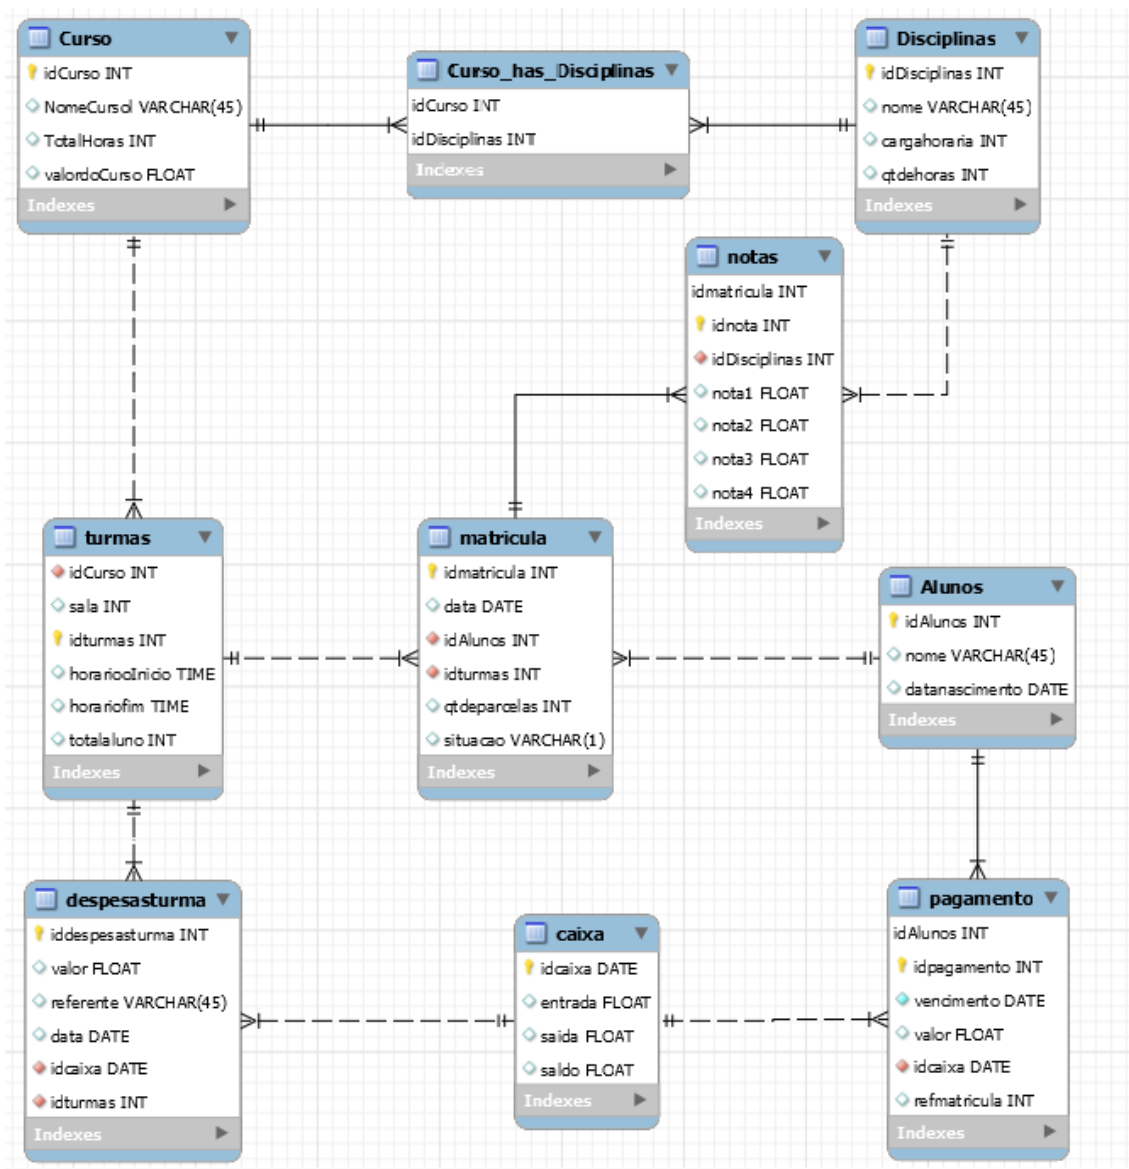 Curso
idCurso INT
NomeCursol VARCHAR(45)
TotalHoras INT
valordoCurso FLOAT
Indexes
Curso_has_Disciplinas
idCurso INT
idDisciplinas INT
Indexes
Disciplinas
idDisciplinas INT
nome VARCHAR(45)
cargahoraria INT
qtdehoras INT
Indexes
notas
idmatricula INT
idnota INT
idDisciplinas INT
nota1 FLOAT
nota2 FLOAT
nota3 FLOAT
nota4 FLOAT
Indexes
turmas
idCurso INT
sala INT
idturmas INT
horariooInicio TIME
horariofim TIME
totalaluno INT
Indexes
matricula
idmatricula INT
data DATE
idAlunos INT
idturmas INT
qtdeparcelas INT
situacao VARCHAR(1)
Indexes
Alunos
idAlunos INT
nome VARCHAR(45)
datanascimento DATE
Indexes
despesasturma
iddespesasturma INT
valor FLOAT
referente VARCHAR(45)
data DATE
idcaixa DATE
idturmas INT
Indexes
caixa
idcaixa DATE
entrada FLOAT
saida FLOAT
saldo FLOAT
Indexes
pagamento
idAlunos INT
idpagamento INT
vencimento DATE
valor FLOAT
idcaixa DATE
refmatricula INT
Indexes